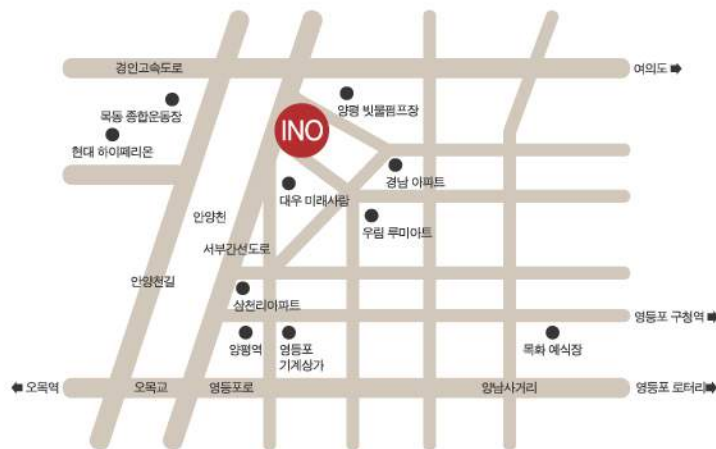 경인고속도로
여의도
목동 종합운동장
양평 빗물펌프장
INO
현대 하이페리온
경남 아파트
대우 미래사랑
안양천
우림 루미아트
서부간선도로
안양천길
삼천리아파트
영등포 구청역
양평역
영등포
기계상가
목화 예식장
오목역
오목교
영등포로
양남사거리
영등포 로터리